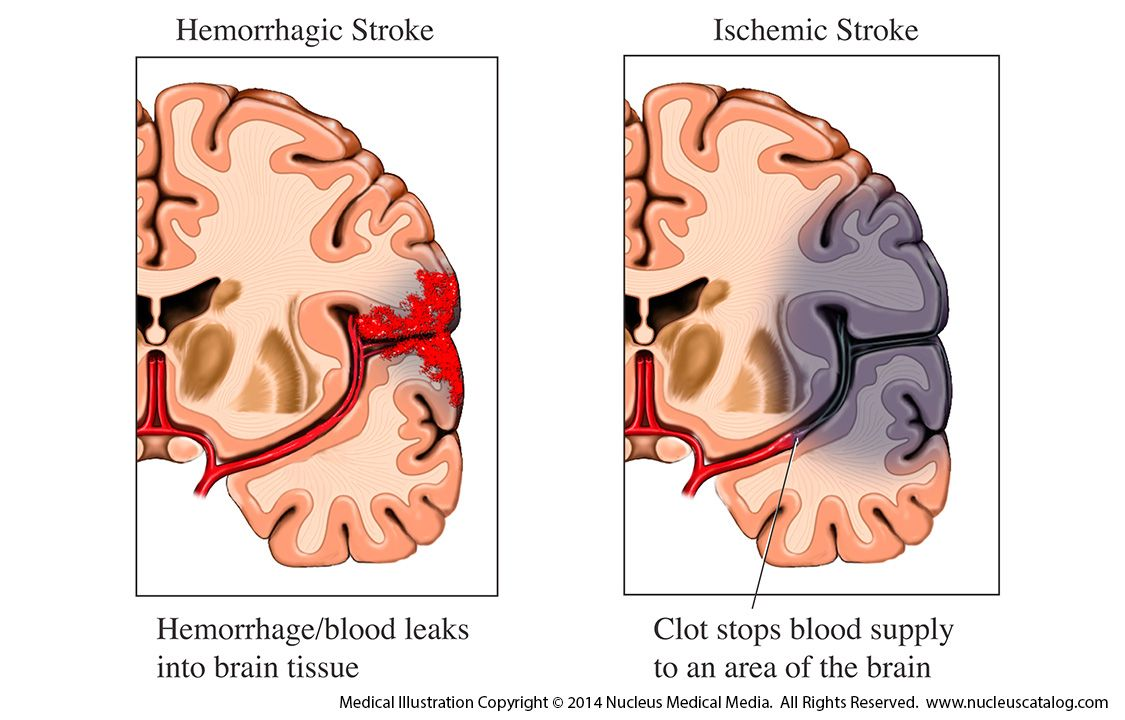 Hemorrhagic Stroke
Ischemic Stroke
Hemorrhage/blood leaks
into brain tissue
Clot stops blood supply
to an area of the brain
Medical Illustration Copyright © 2014 Nucleus Medical Media. All Rights Reserved. www.nucleuscatalog.com